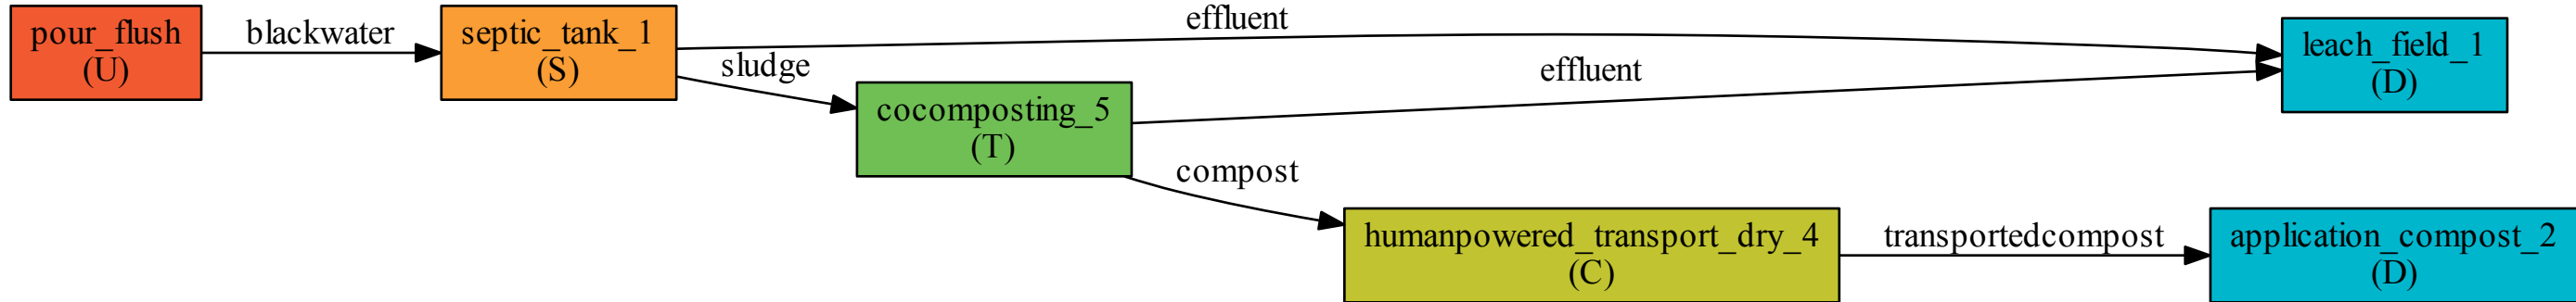 pour_flush
(U)
blackwater
septic_tank_1
(S)
effluent
sludge
cocomposting_5
(T)
effluent
compost
leach_field_1
(D)
humanpowered_transport_dry_4
(C)
transportedcompost
application_compost_2
(D)